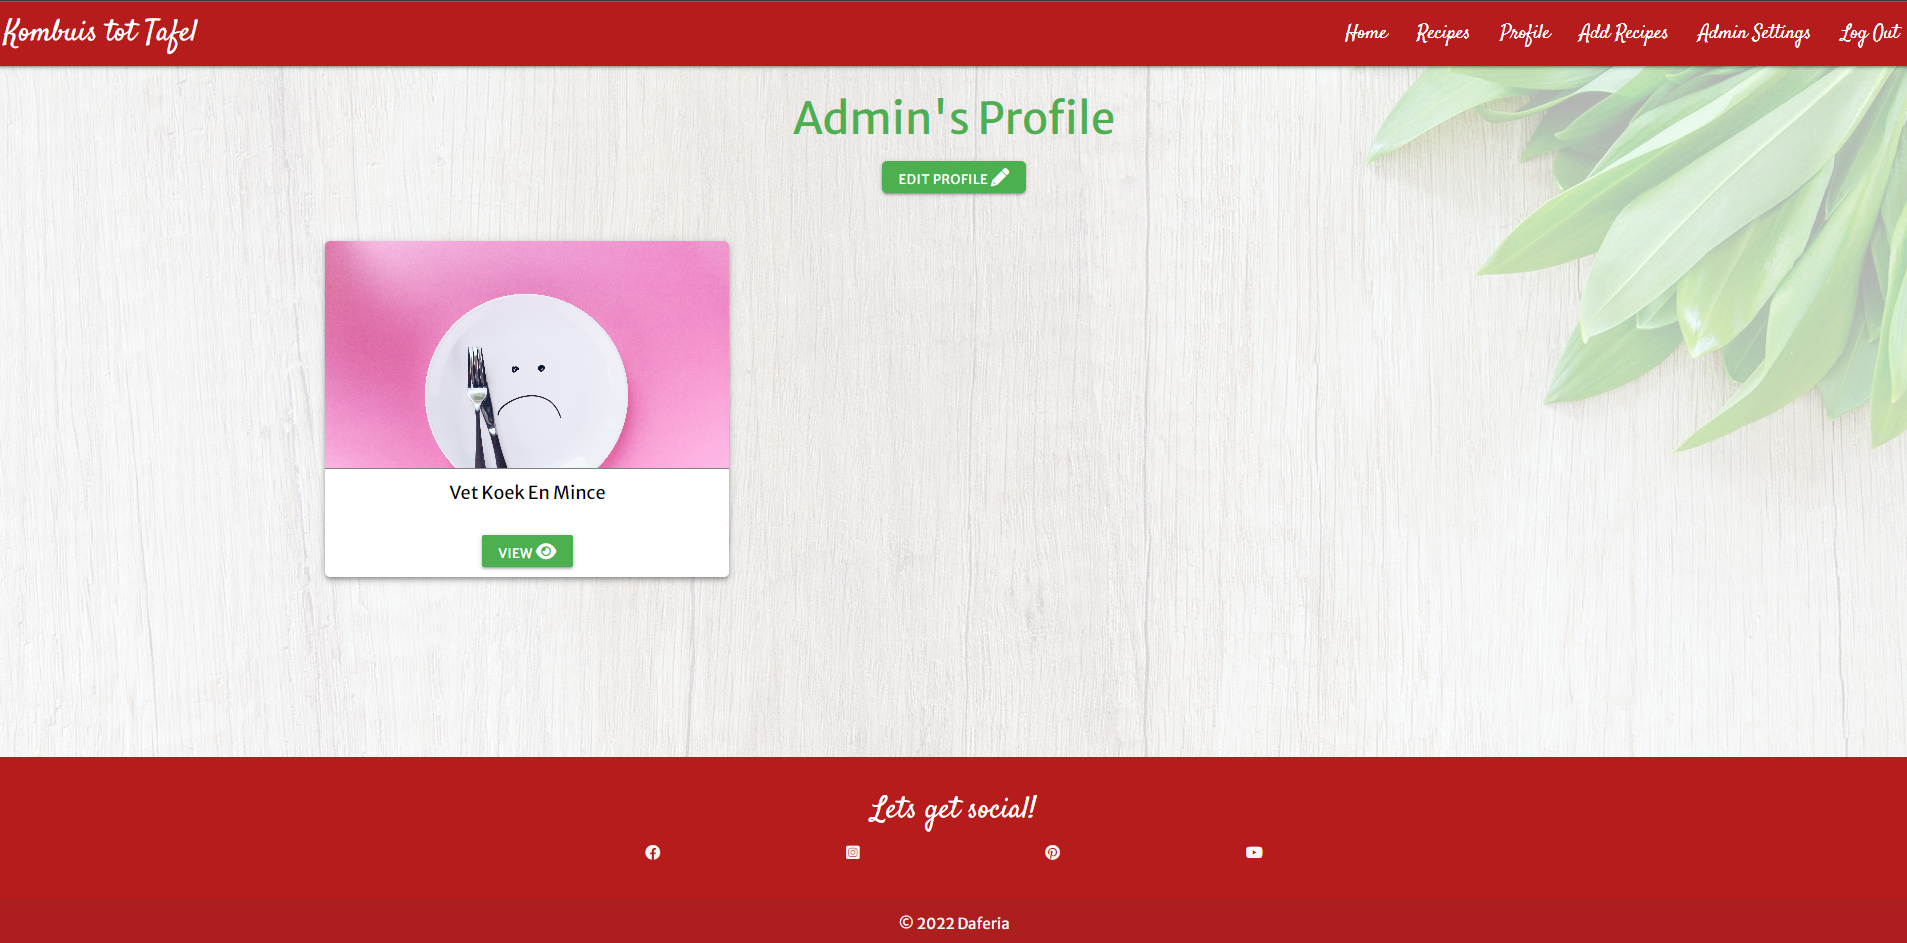 Kombuis tot Tafel
Home Recipes Profile Add Recipes Admin Settings Log Out
Admin's Profile
EDIT PROFILE
Vet Koek En Mince
VIEW
Lets get social!
© 2022 Daferia